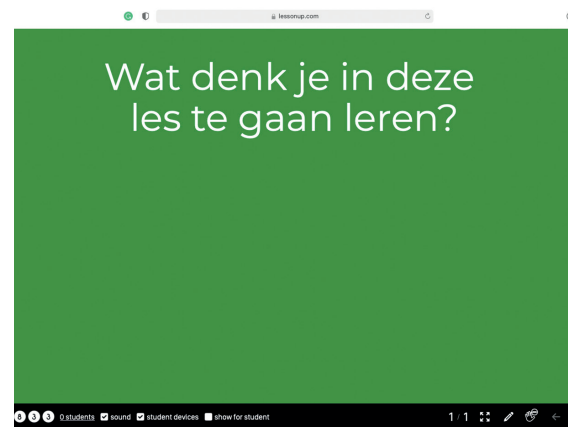 lessonup.com
Wat denk je in deze
les te gaan leren?
8 3 3 0 students sound student devices show for student 1 / 1